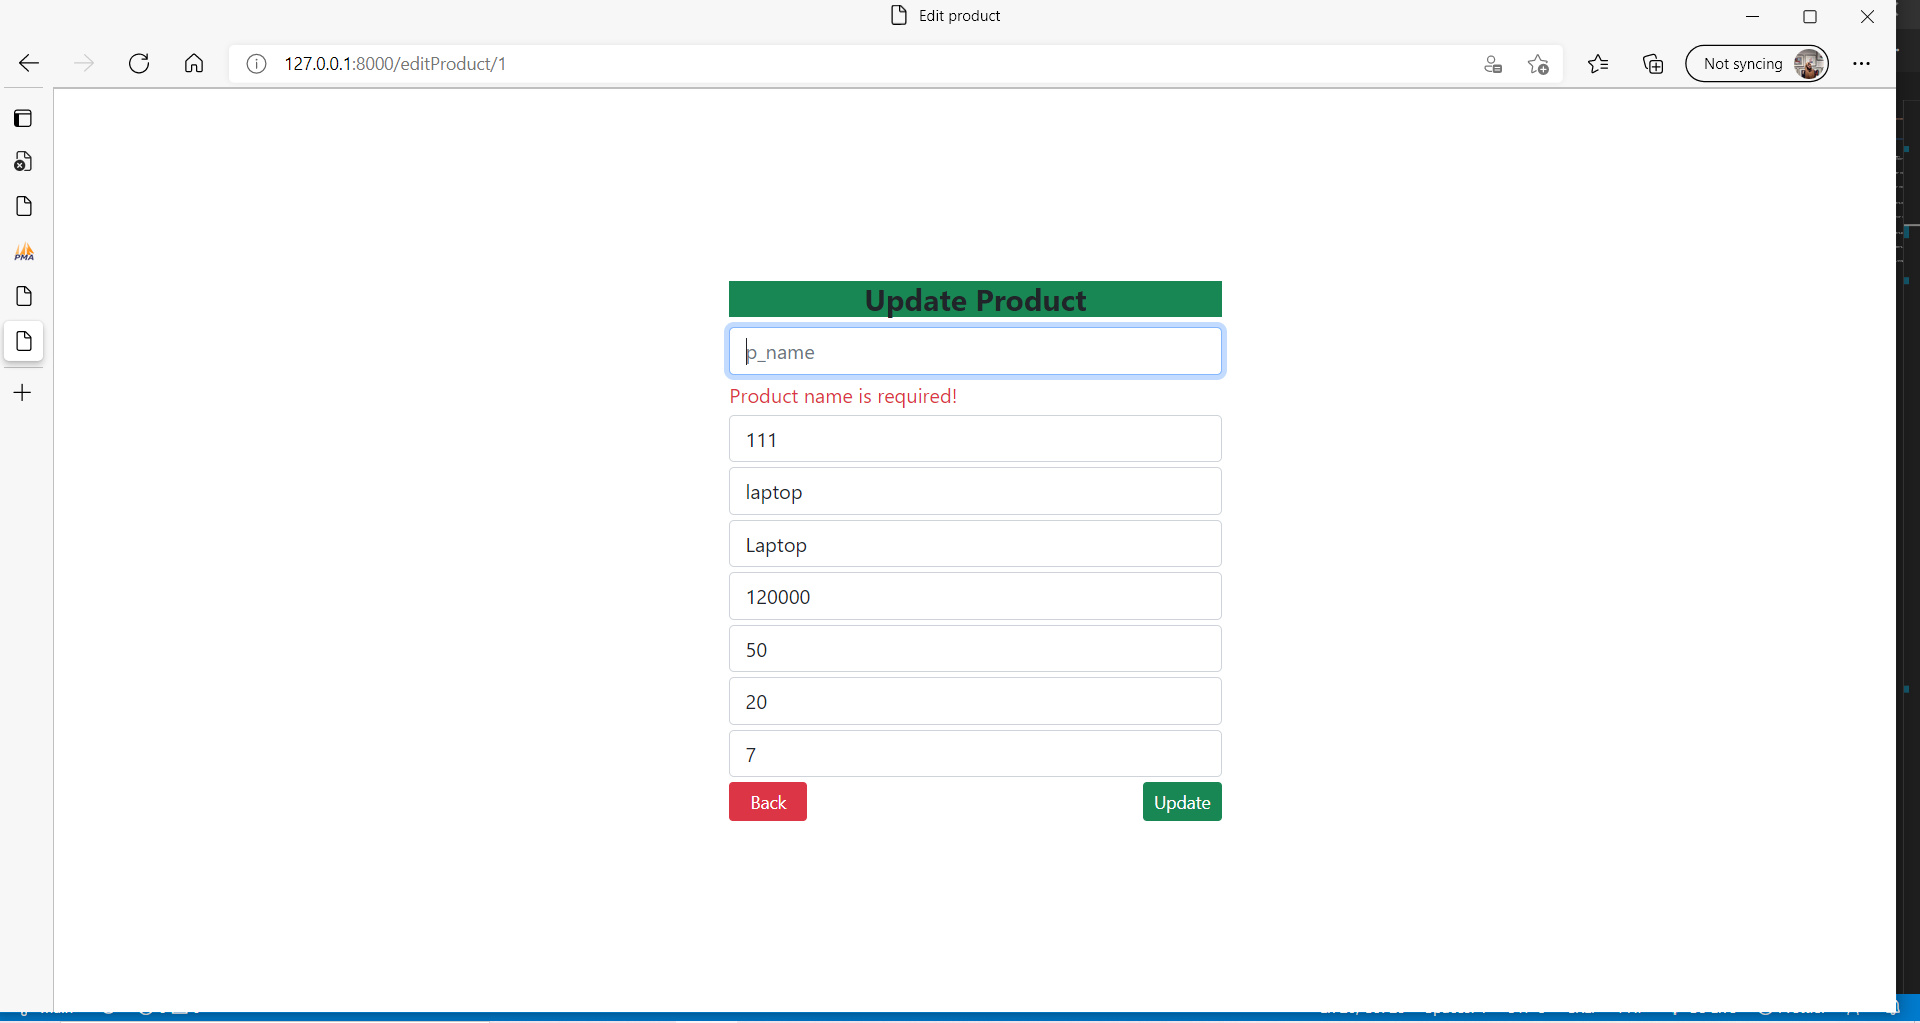 Edit product
127.0.0.1:8000/editProduct/1
Not syncing
PMA
Update Product
p_name
Product name is required!
111
laptop
Laptop
120000
50
20
7
Back
Update